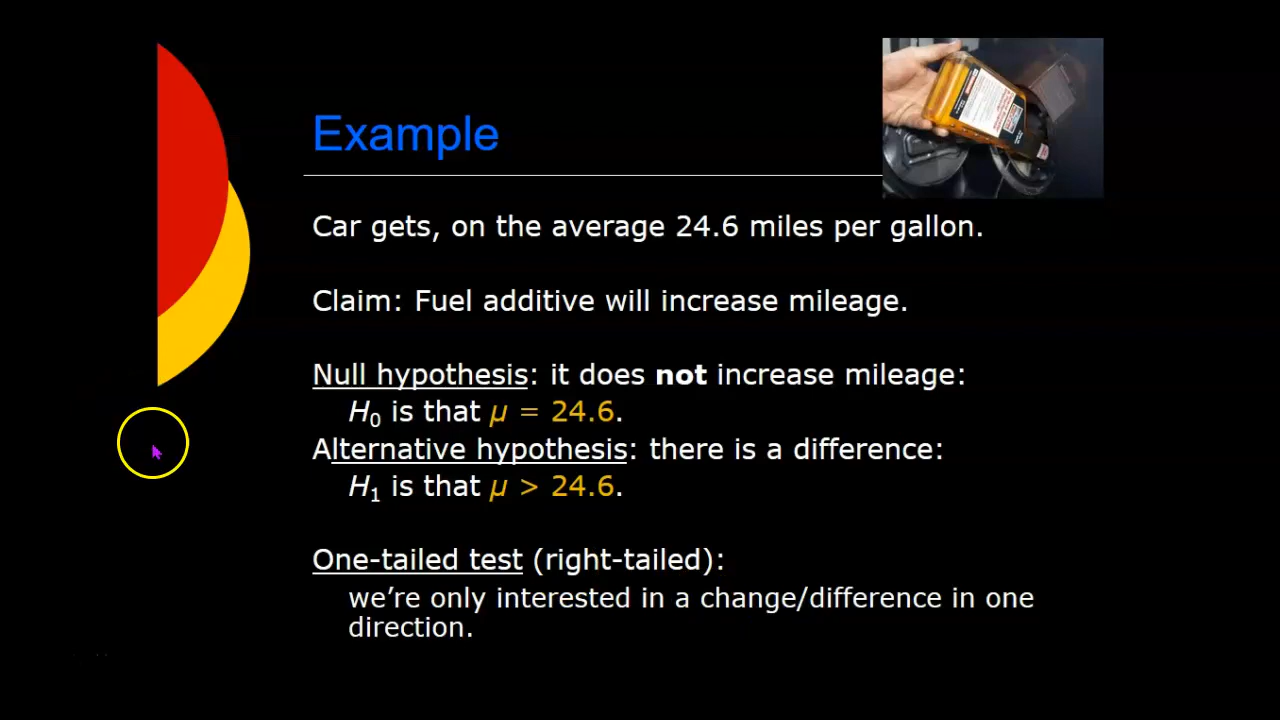 Example
Car gets, on the average 24.6 miles per gallon.
Claim: Fuel additive will increase mileage.
Null hypothesis: it does not increase mileage:
H₀ is that μ = 24.6.
Alternative hypothesis: there is a difference:
H₁ is that μ > 24.6.
One-tailed test (right-tailed):
we’re only interested in a change/difference in one
direction.